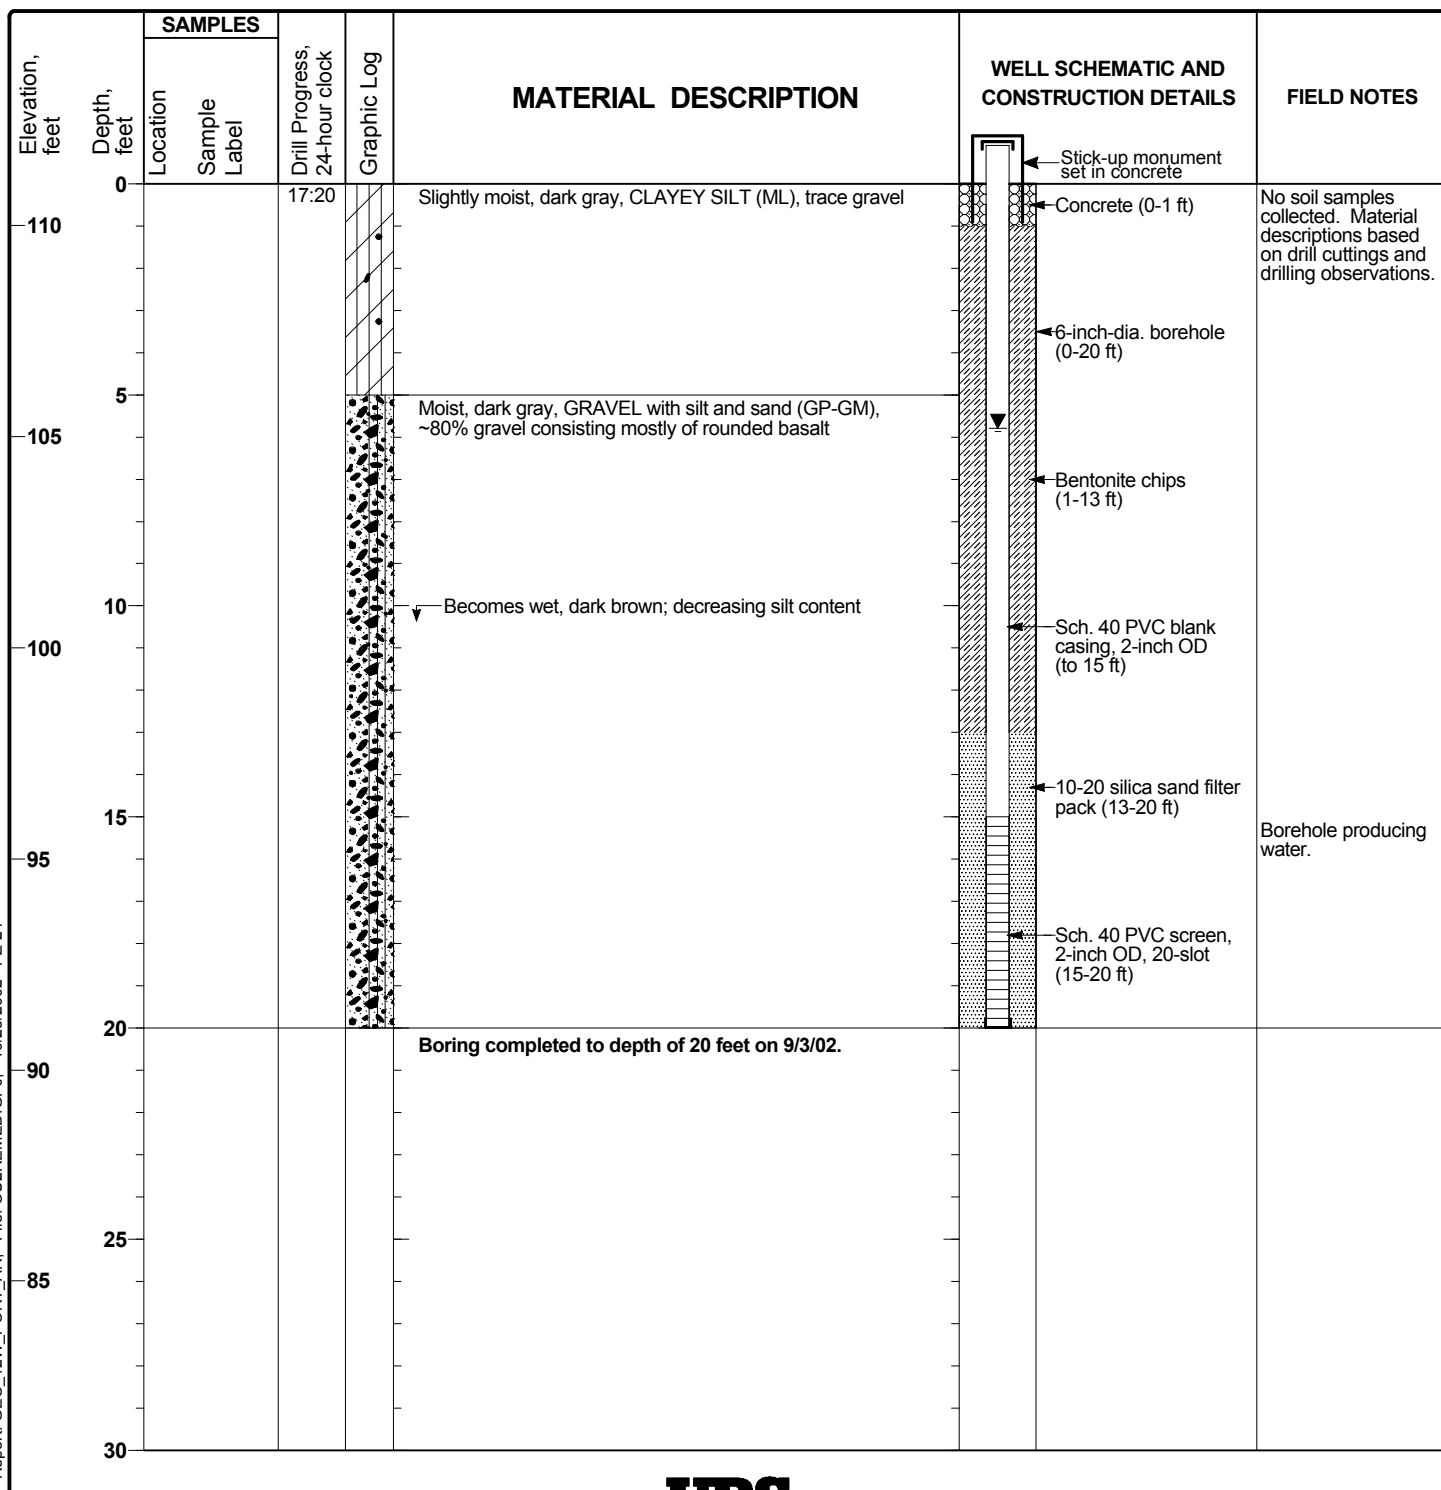 SAMPLES
Elevation,
feet
Depth,
feet
Location
Sample
Label
Drill Progress,
24-hour clock
Graphic Log
MATERIAL DESCRIPTION
WELL SCHEMATIC AND
CONSTRUCTION DETAILS
FIELD NOTES
Stick-up monument
set in concrete
0
17:20
Slightly moist, dark gray, CLAYEY SILT (ML), trace gravel
Concrete (0-1 ft)
No soil samples
collected. Material
descriptions based
on drill cuttings and
drilling observations.
110
6-inch-dia. borehole
(0-20 ft)
5
Moist, dark gray, GRAVEL with silt and sand (GP-GM),
~80% gravel consisting mostly of rounded basalt
105
Bentonite chips
(1-13 ft)
10
Becomes wet, dark brown; decreasing silt content
100
Sch. 40 PVC blank
casing, 2-inch OD
(to 15 ft)
10-20 silica sand filter
pack (13-20 ft)
15
Borehole producing
water.
95
Sch. 40 PVC screen,
2-inch OD, 20-slot
(15-20 ft)
20
Boring completed to depth of 20 feet on 9/3/02.
90
25
85
30